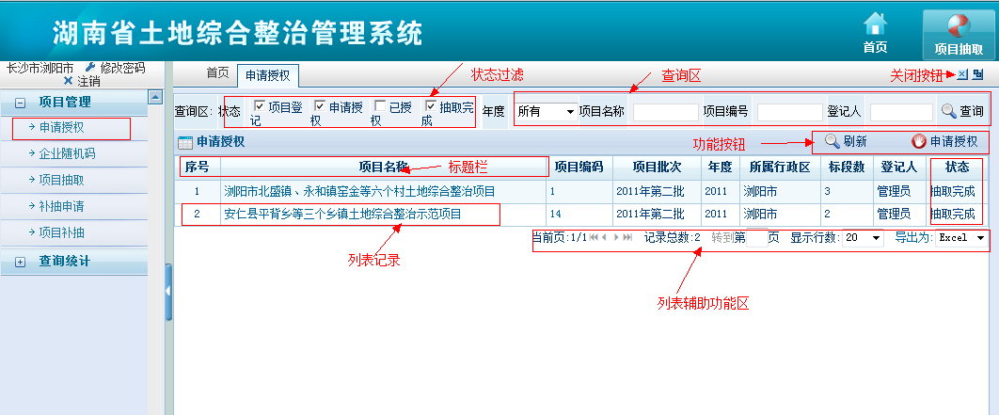 湖南省土地综合整治管理系统
首页
项目抽取
长沙市浏阳市 修改密码
注销
首页 申请授权
状态过滤
查询区
关闭按钮
项目管理
申请授权
企业随机码
项目抽取
补抽申请
项目补抽
查询统计
查询区: 状态 项目登记 申请授权 已授权 抽取完成 年度 所有 项目名称 项目编号 登记人 查询
申请授权
功能按钮
刷新 申请授权
序号 项目名称 标题栏 项目编码 项目批次 年度 所属行政区 标段数 登记人 状态
1 浏阳市北盛镇、永和镇窑金等六个村土地综合整治项目 1 2011年第二批 2011 浏阳市 3 管理员 抽取完成
2 安仁县平背乡等三个乡镇土地综合整治示范项目 14 2011年第二批 2011 浏阳市 2 管理员 抽取完成
当前页:1/1 记录总数:2 转到第 页 显示行数: 20 导出为: Excel
列表记录
列表辅助功能区